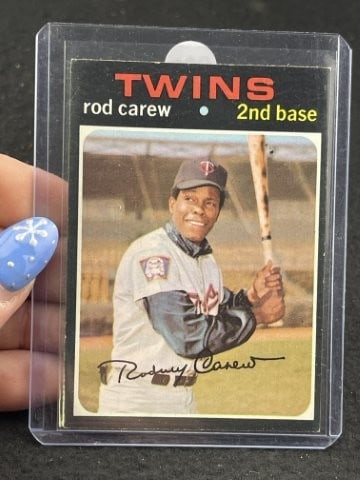 TWINS
rod carew • 2nd base
Rodney Carew